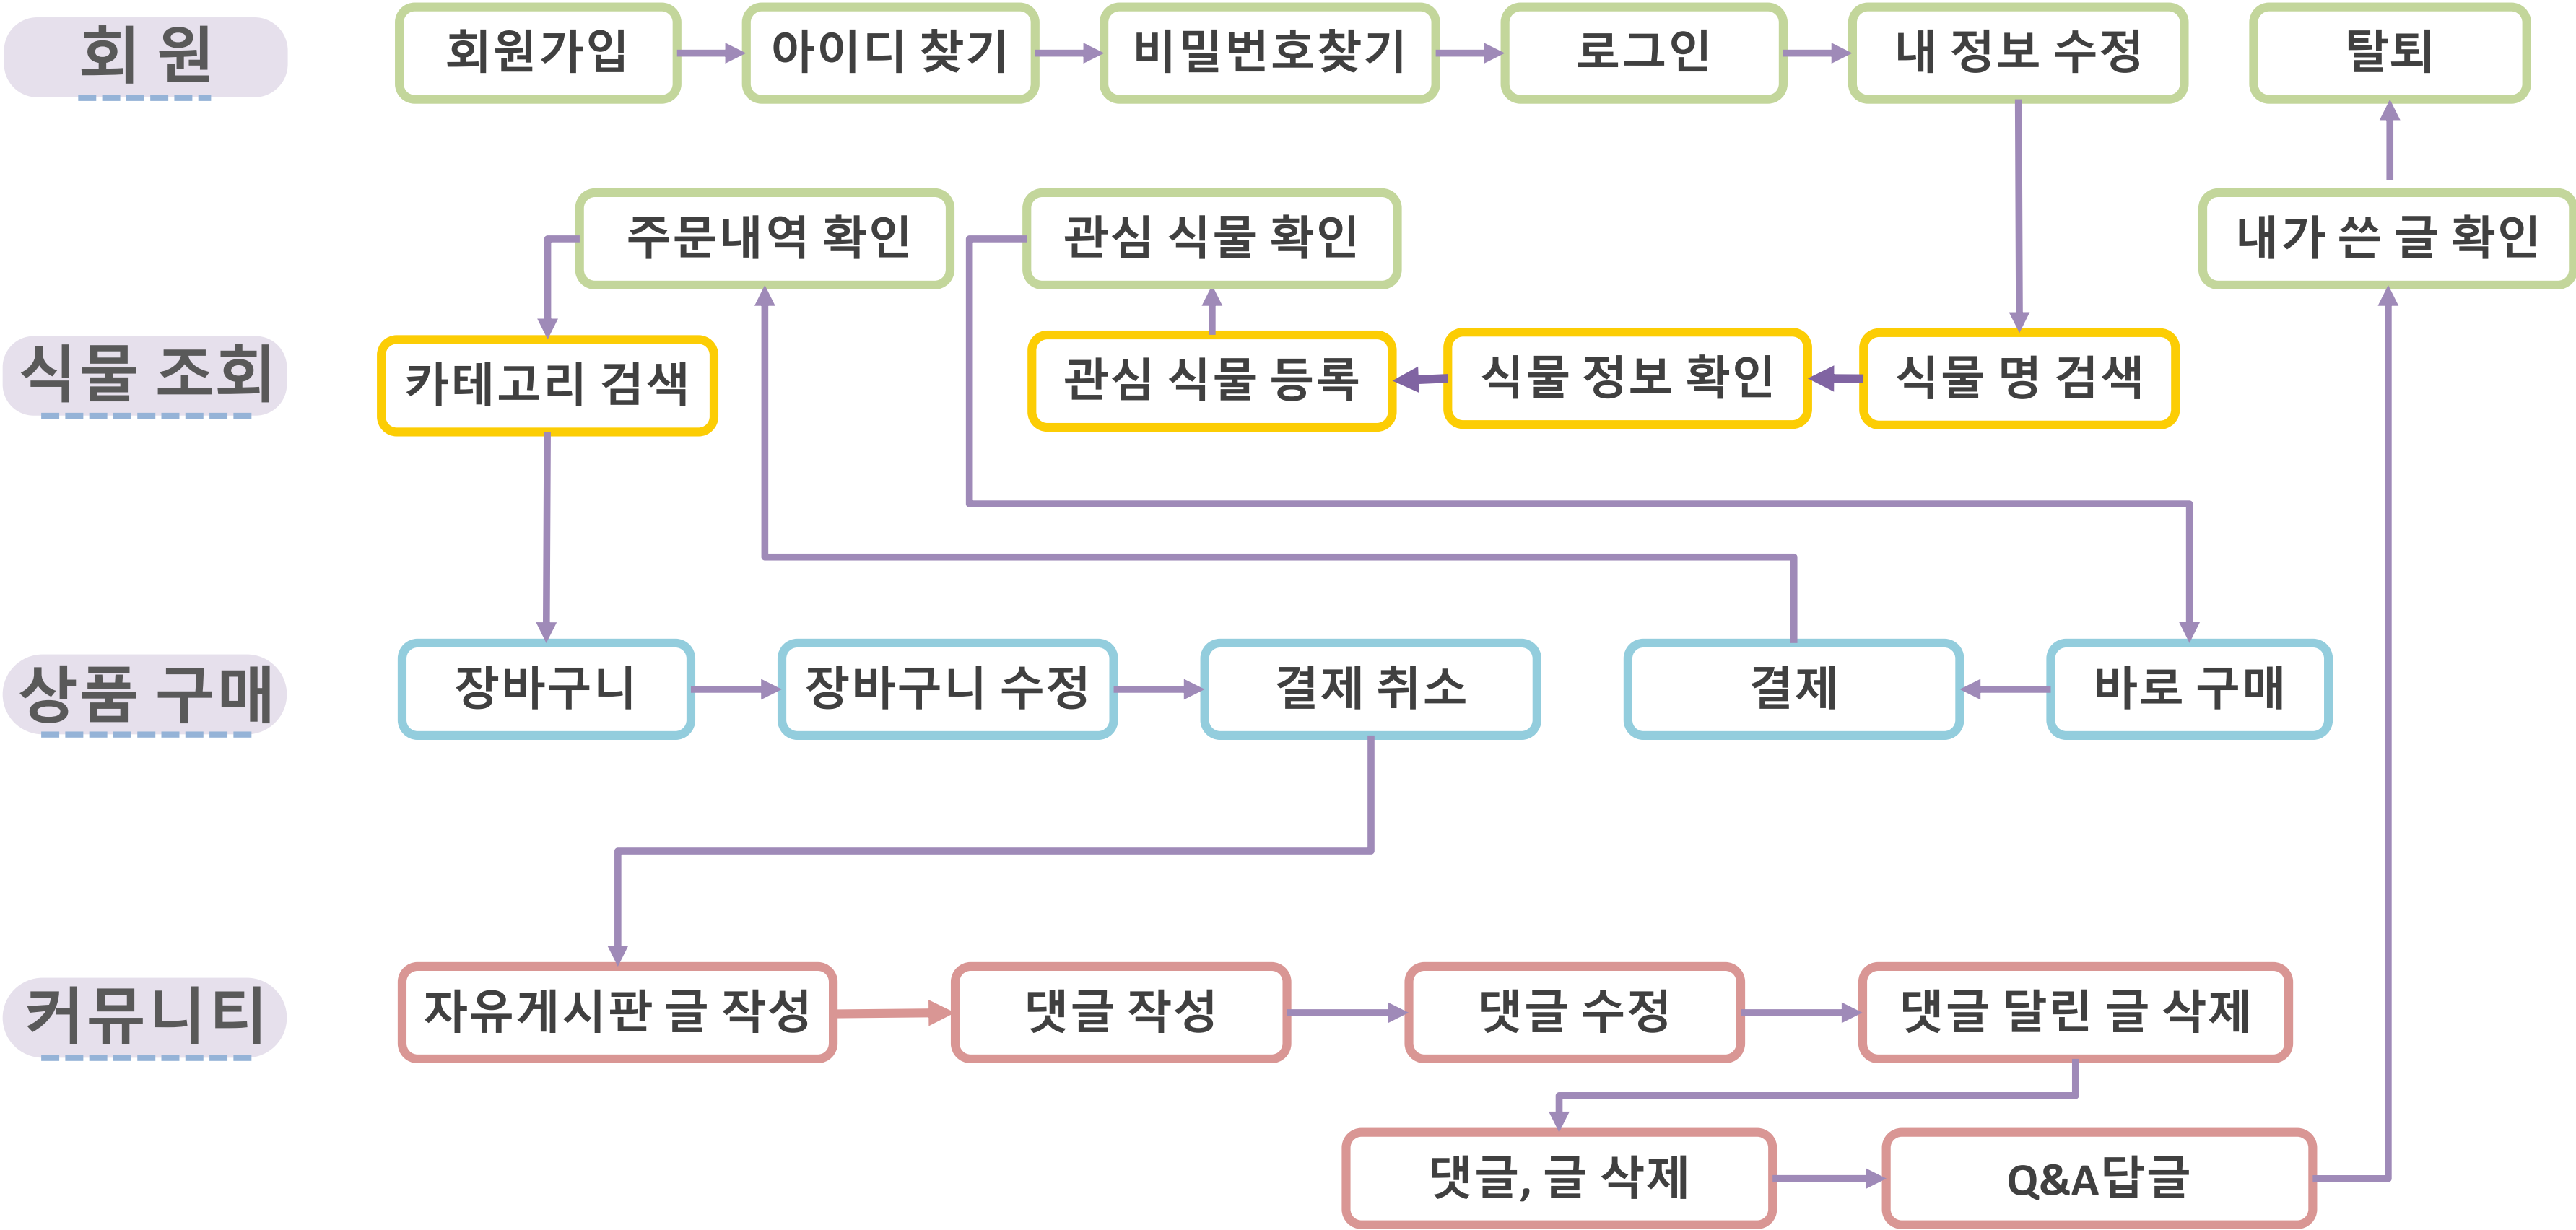 회 원
회원가입
아이디 찾기
비밀번호찾기
로그인
내 정보 수정
탈퇴
주문내역 확인
관심 식물 확인
내가 쓴 글 확인
식물 조회
카테고리 검색
관심 식물 등록
식물 정보 확인
식물 명 검색
상품 구매
장바구니
장바구니 수정
결제 취소
결제
바로 구매
커뮤니티
자유게시판 글 작성
댓글 작성
댓글 수정
댓글 달린 글 삭제
댓글, 글 삭제
Q&A답글